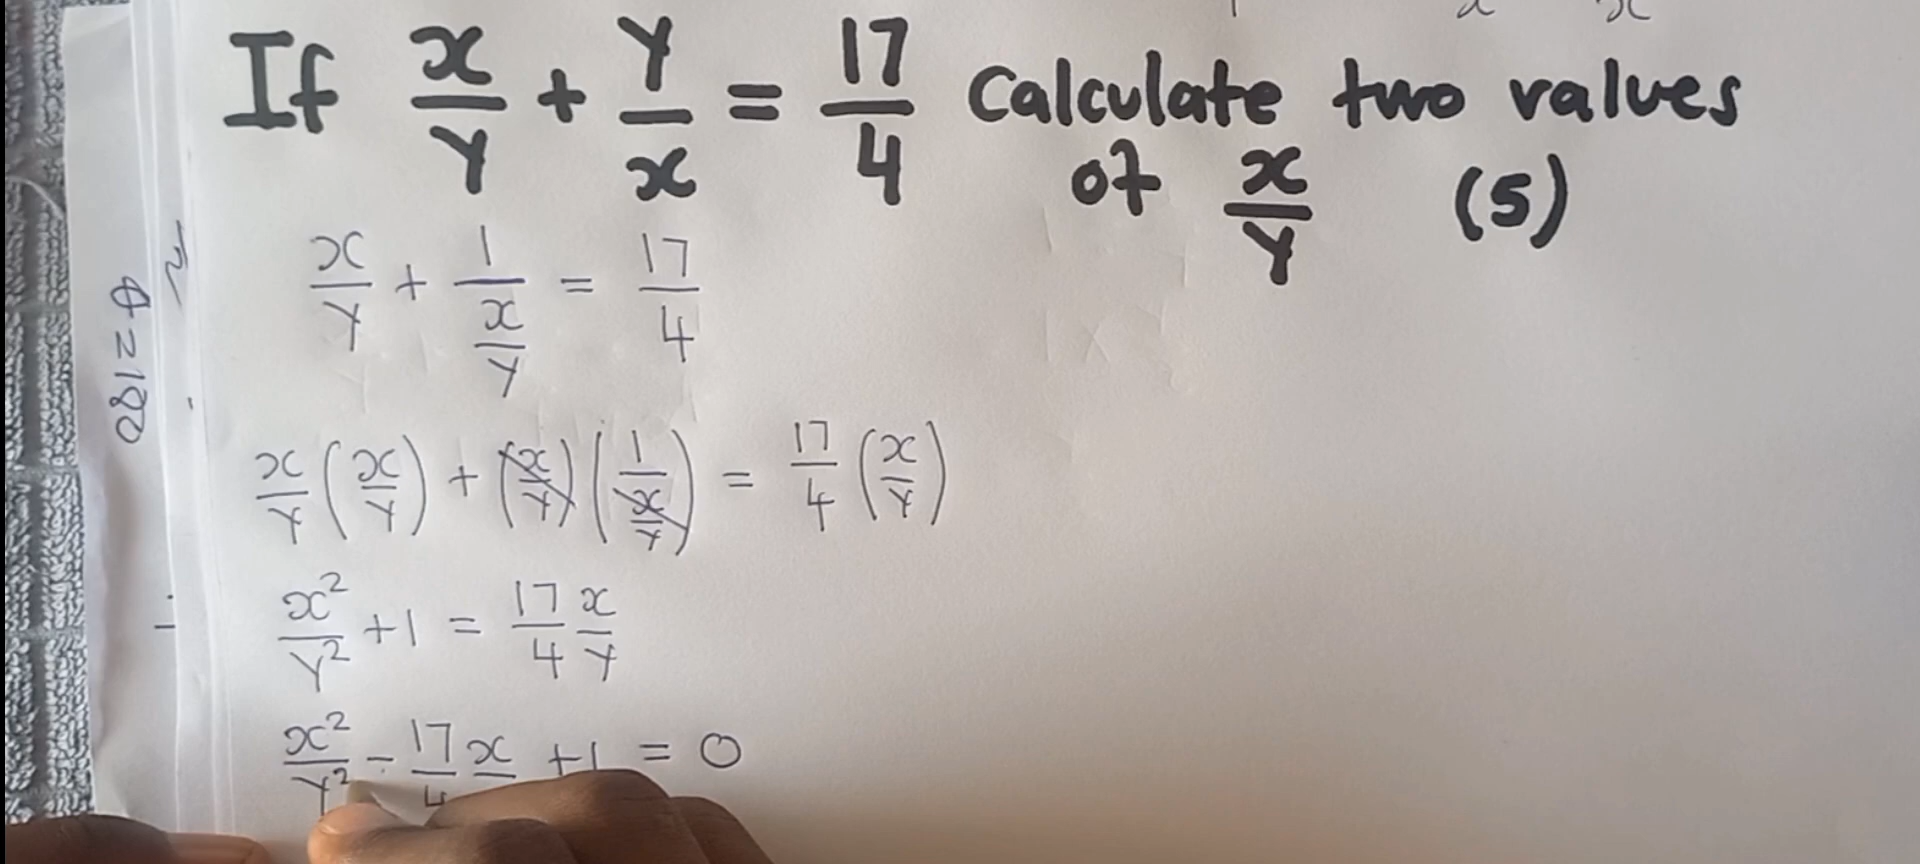 If x/y + y/x = 17/4 Calculate two values
of x/y (5)
x/y + 1/(x/y) = 17/4
x/y (x/y) + (x/y) (1/(x/y)) = 17/4 (x/y)
x²/y² + 1 = 17/4 x/y
x²/y² - 17/4 x +1 = 0